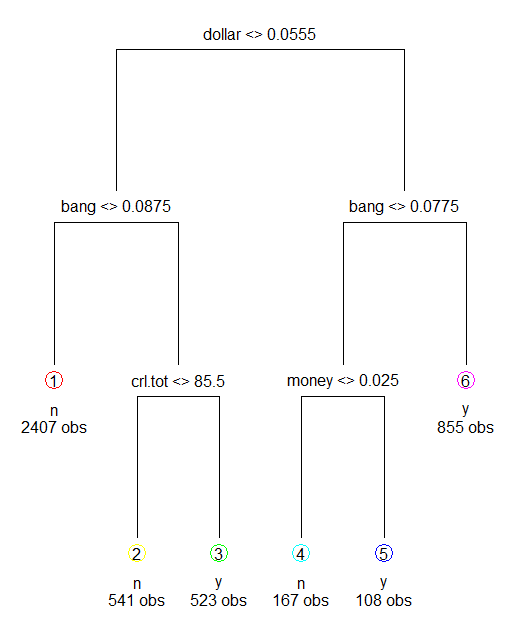 dollar <> 0.0555
bang <> 0.0875
bang <> 0.0775
1
crl.tot <> 85.5
money <> 0.025
6
n
2407 obs
y
855 obs
2
3
4
5
n
541 obs
y
523 obs
n
167 obs
y
108 obs